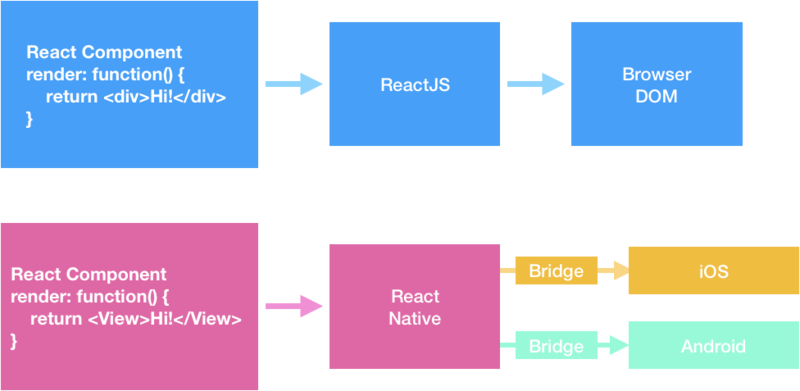 React Component
render: function() {
return <div>Hi!</div>
}
ReactJS
Browser
DOM
React Component
render: function() {
return <View>Hi!</View>
}
React
Native
Bridge
iOS
Bridge
Android